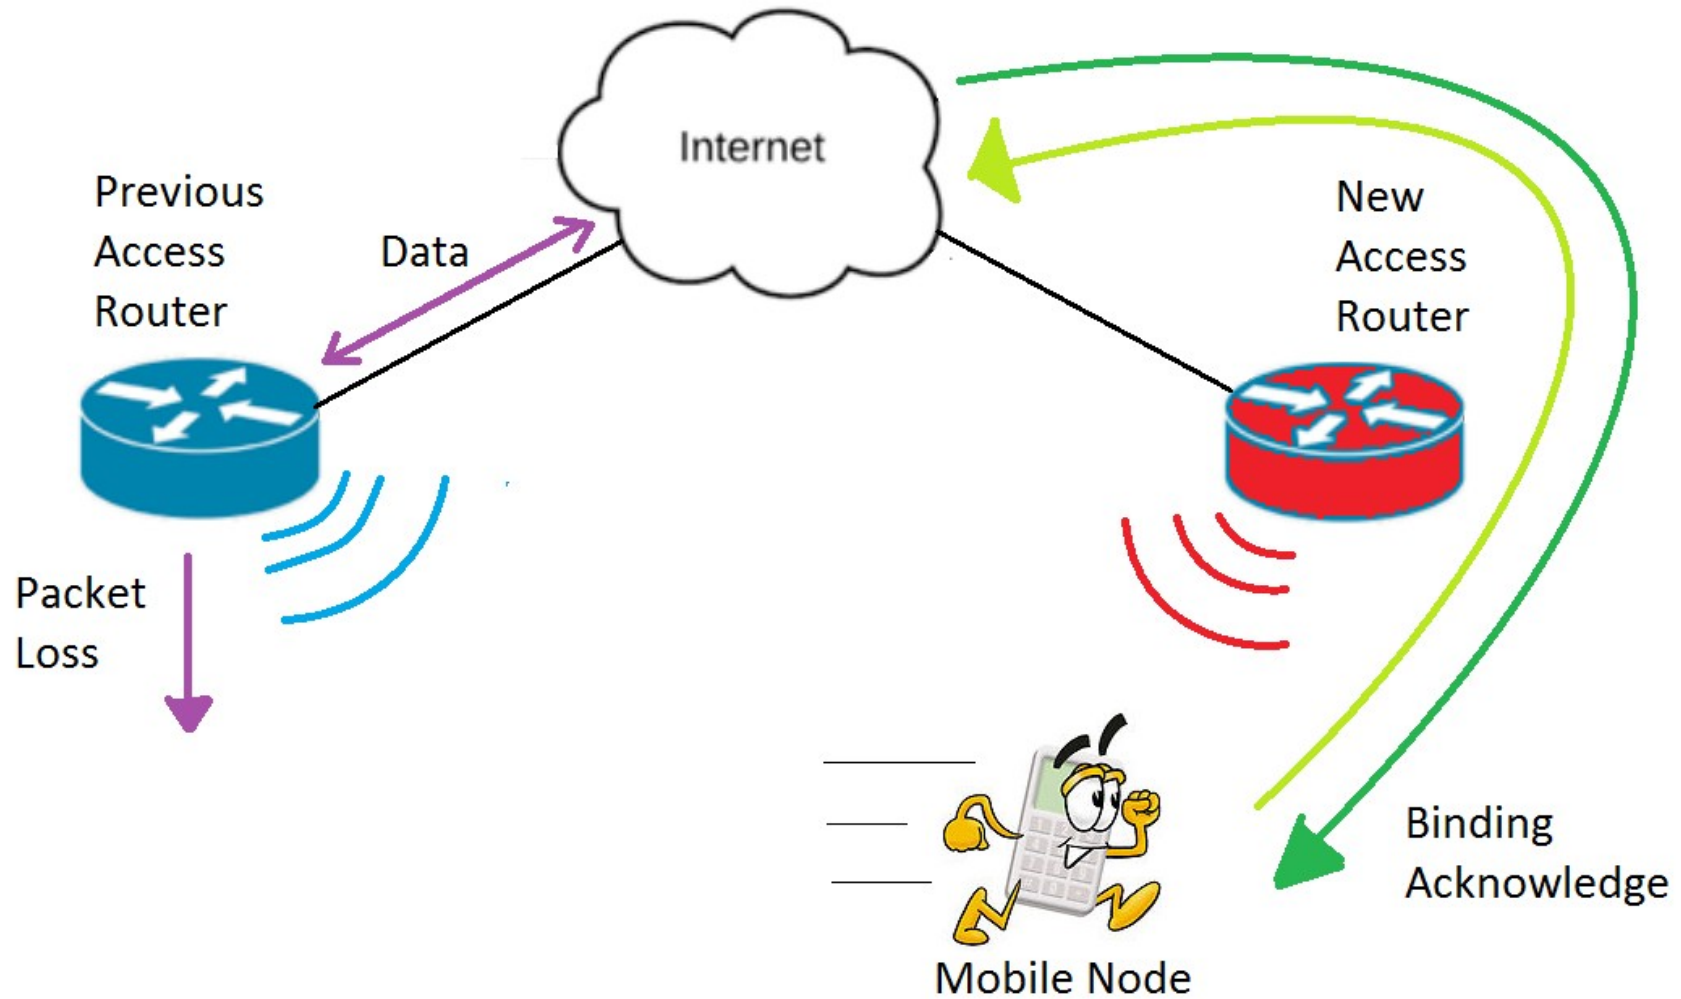 Internet
Previous
Access
Router
Data
New
Access
Router
Packet
Loss
Binding
Acknowledge
Mobile Node